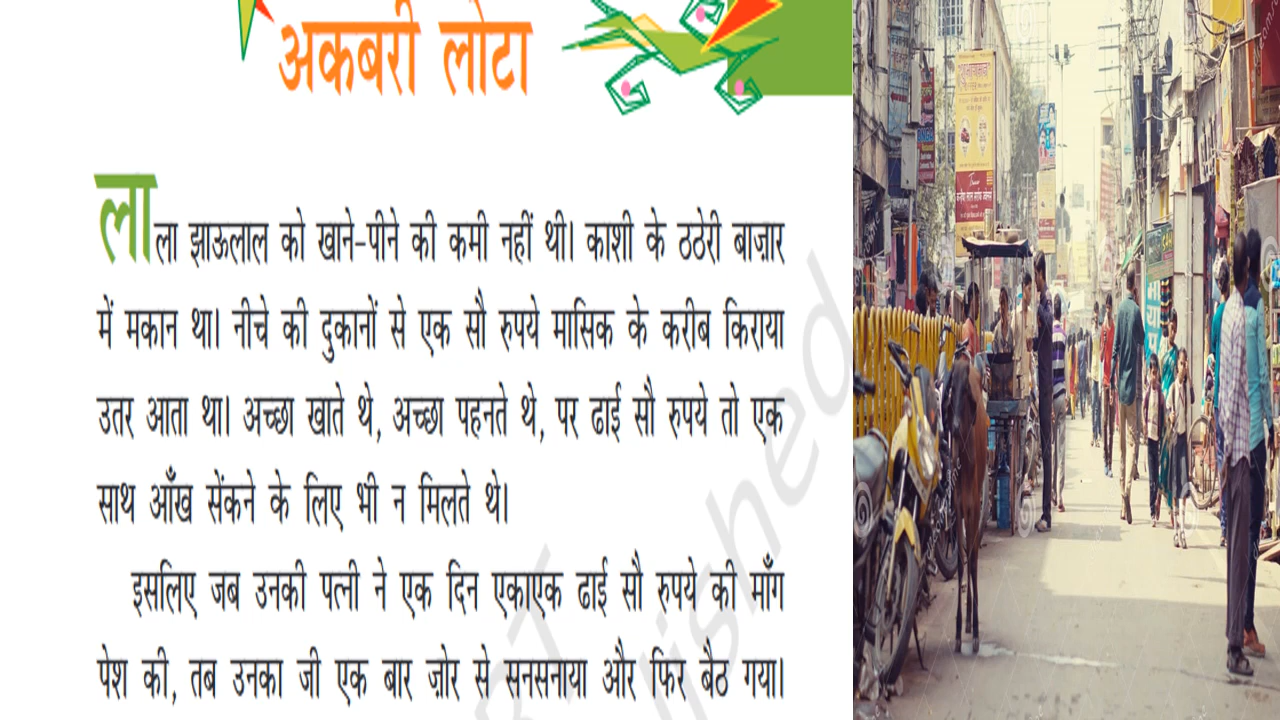 अकबरी लोटा
लाला झाऊलाल को खाने-पीने की कमी नहीं थी। काशी के ठठेरी बाज़ार
में मकान था। नीचे की दुकानों से एक सौ रुपये मासिक के करीब किराया
उतर आता था। अच्छा खाते थे, अच्छा पहनते थे, पर ढाई सौ रुपये तो एक
साथ आँख सेंकने के लिए भी न मिलते थे।
इसलिए जब उनकी पत्नी ने एक दिन एकाएक ढाई सौ रुपये की माँग
पेश की, तब उनका जी एक बार ज़ोर से सनसनाया और फिर बैठ गया।